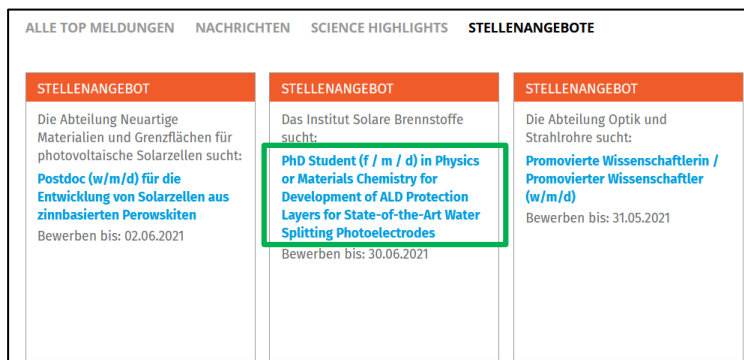 ALLE TOP MELDUNGEN NACHRICHTEN SCIENCE HIGHLIGHTS STELLENANGEBOTE
STELLENANGEBOT
Die Abteilung Neuartige
Materialien und Grenzflächen für
photovoltaische Solarzellen sucht:
Postdoc (w/m/d) für die
Entwicklung von Solarzellen aus
zinnbasierten Perowskiten
Bewerben bis: 02.06.2021
STELLENANGEBOT
Das Institut Solare Brennstoffe
sucht:
PhD Student (f / m / d) in Physics
or Materials Chemistry for
Development of ALD Protection
Layers for State-of-the-Art Water
Splitting Photoelectrodes
Bewerben bis: 30.06.2021
STELLENANGEBOT
Die Abteilung Optik und
Strahlrohre sucht:
Promovierte Wissenschaftlerin /
Promovierter Wissenschaftler
(w/m/d)
Bewerben bis: 31.05.2021